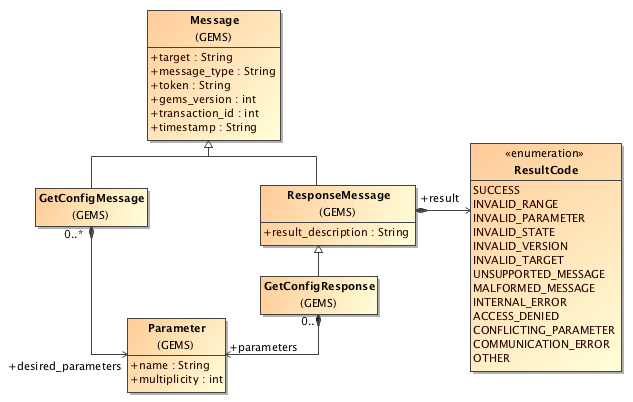 Message
(GEMS)
+target : String
+message_type : String
+token : String
+gems_version : int
+transaction_id : int
+timestamp : String
«enumeration»
ResultCode
SUCCESS
INVALID_RANGE
INVALID_PARAMETER
INVALID_STATE
INVALID_VERSION
INVALID_TARGET
UNSUPPORTED_MESSAGE
MALFORMED_MESSAGE
INTERNAL_ERROR
ACCESS_DENIED
CONFLICTING_PARAMETER
COMMUNICATION_ERROR
OTHER
GetConfigMessage
(GEMS)
0..*
ResponseMessage
(GEMS)
+result_description : String
+result
GetConfigResponse
(GEMS)
0..
Parameter
(GEMS)
+name : String
+multiplicity : int
+desired_parameters
+parameters